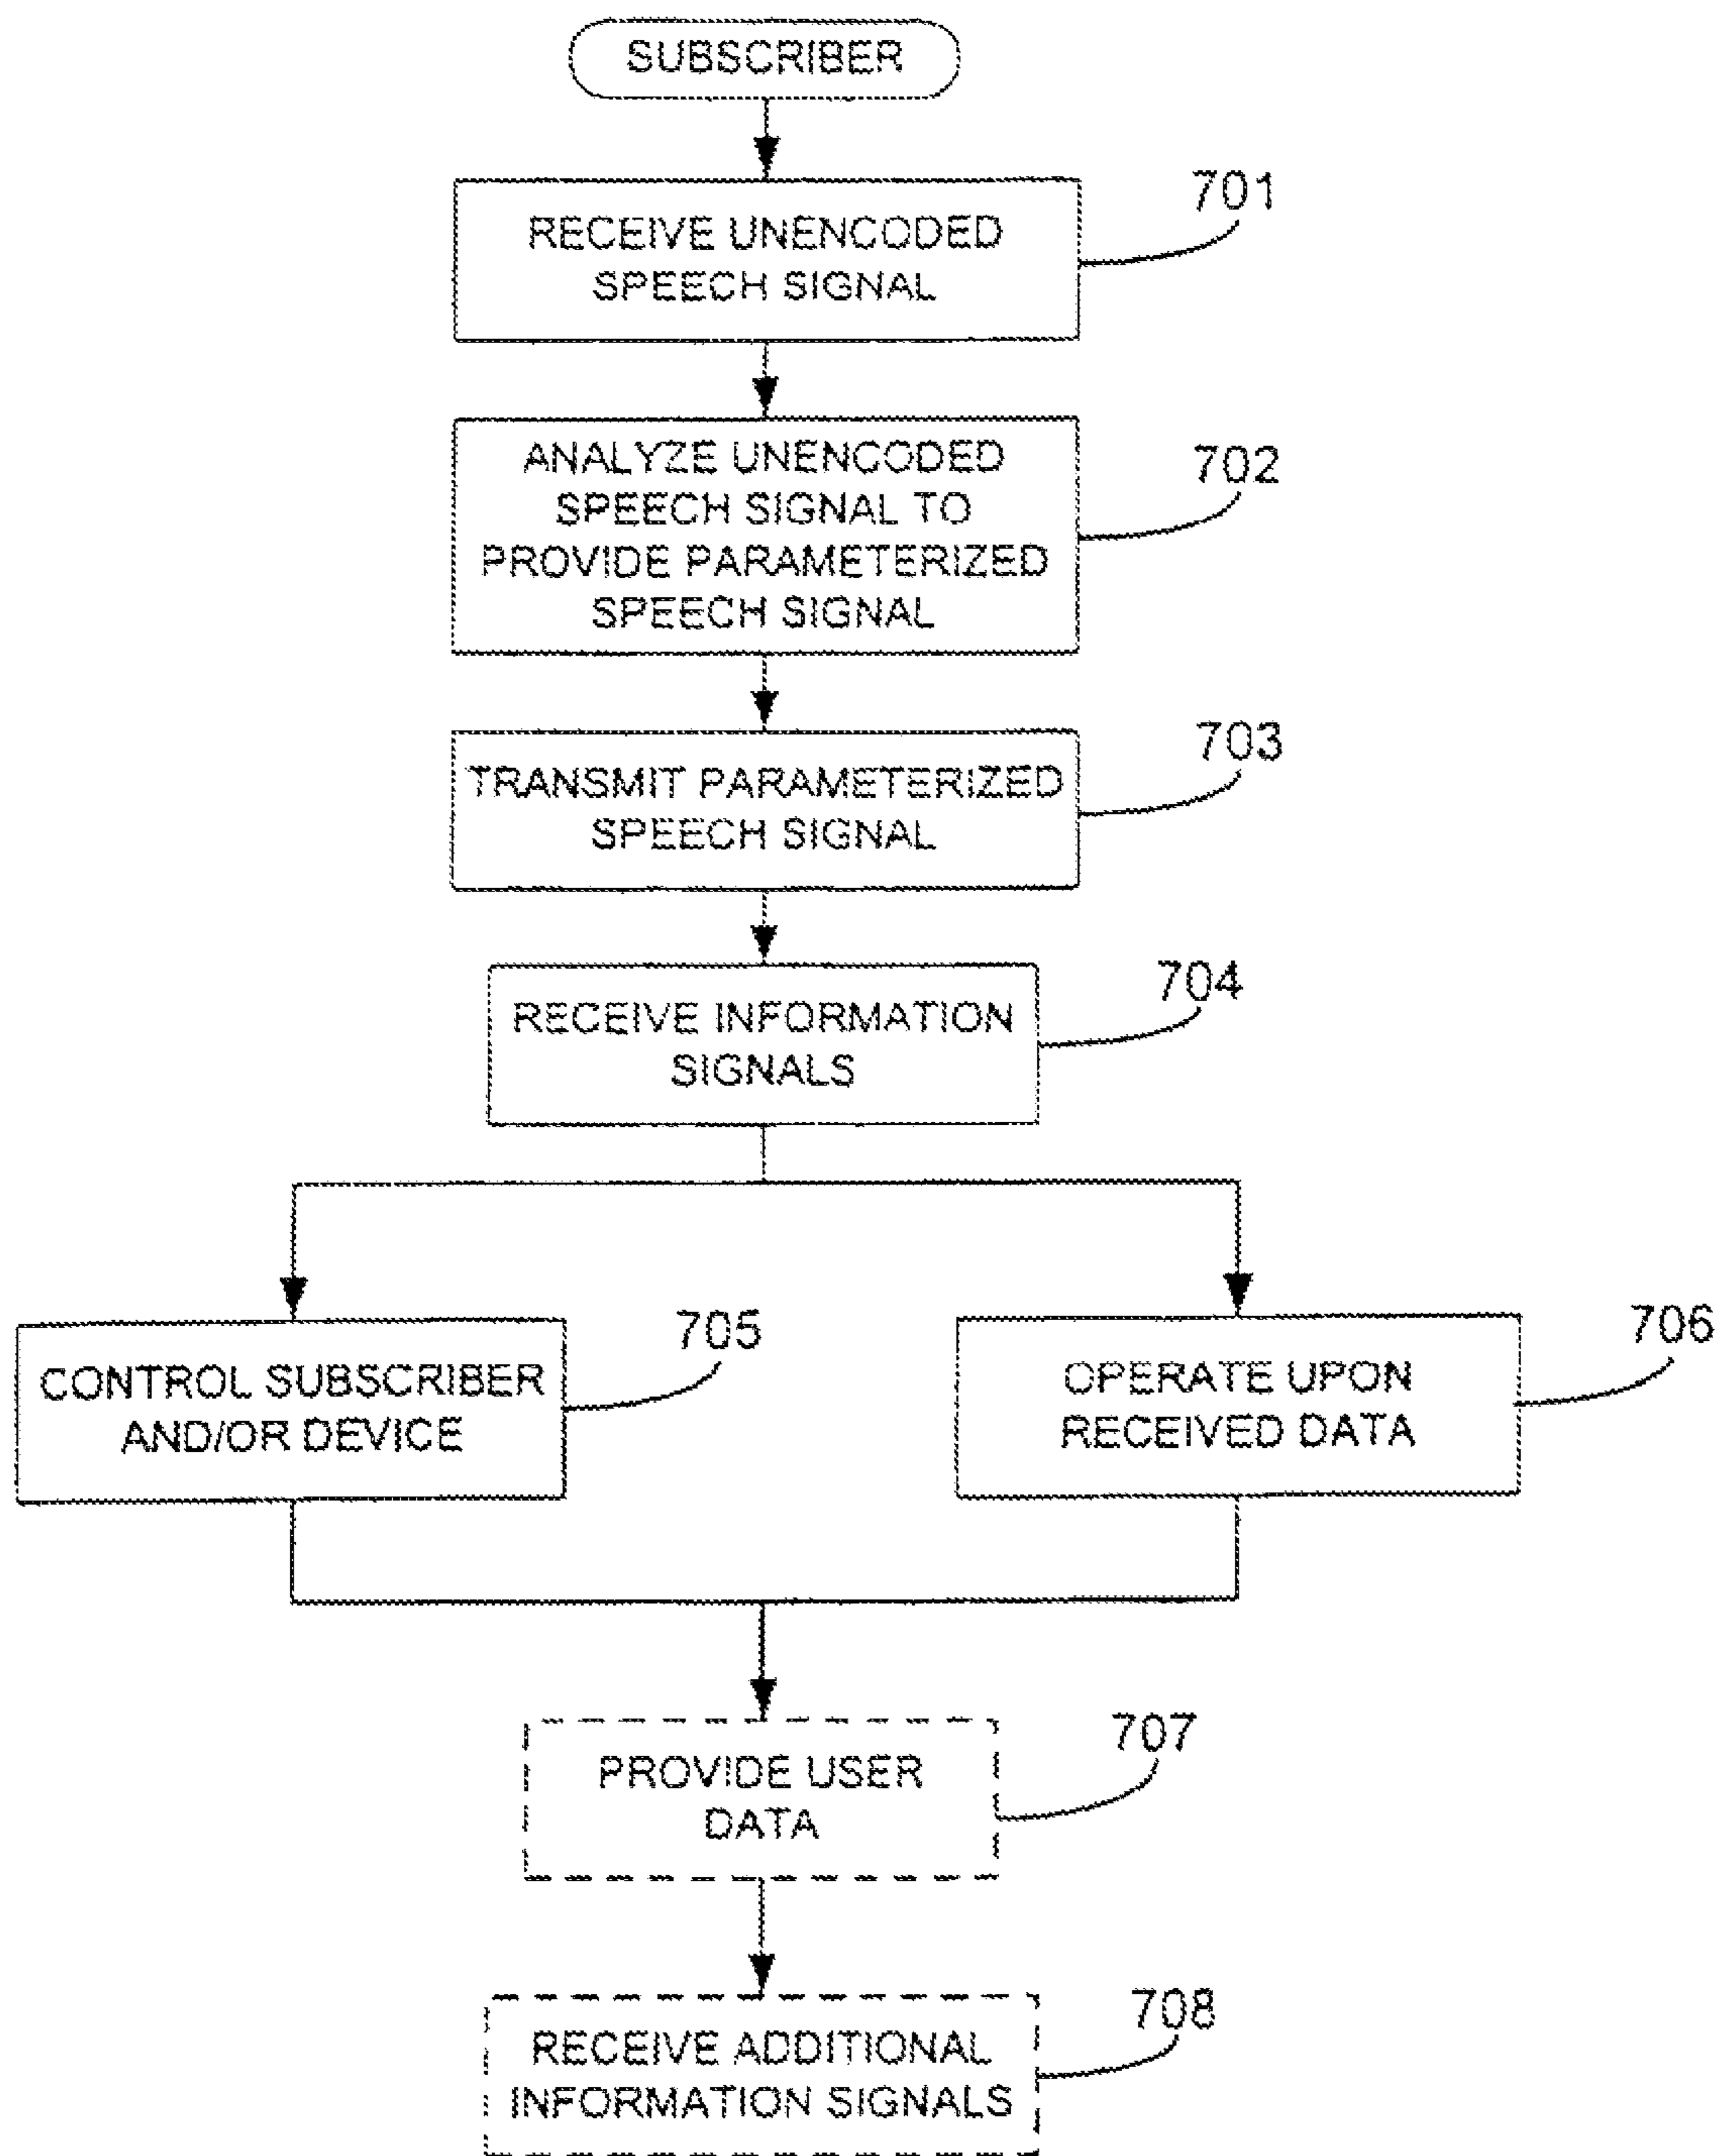 SUBSCRIBER
701
RECEIVE UNENCODED
SPEECH SIGNAL
702
ANALYZE UNENCODED
SPEECH SIGNAL TO
PROVIDE PARAMETERIZED
SPEECH SIGNAL
703
TRANSMIT PARAMETERIZED
SPEECH SIGNAL
704
RECEIVE INFORMATION
SIGNALS
705
CONTROL SUBSCRIBER
AND/OR DEVICE
706
OPERATE UPON
RECEIVED DATA
707
PROVIDE USER
DATA
708
RECEIVE ADDITIONAL
INFORMATION SIGNALS